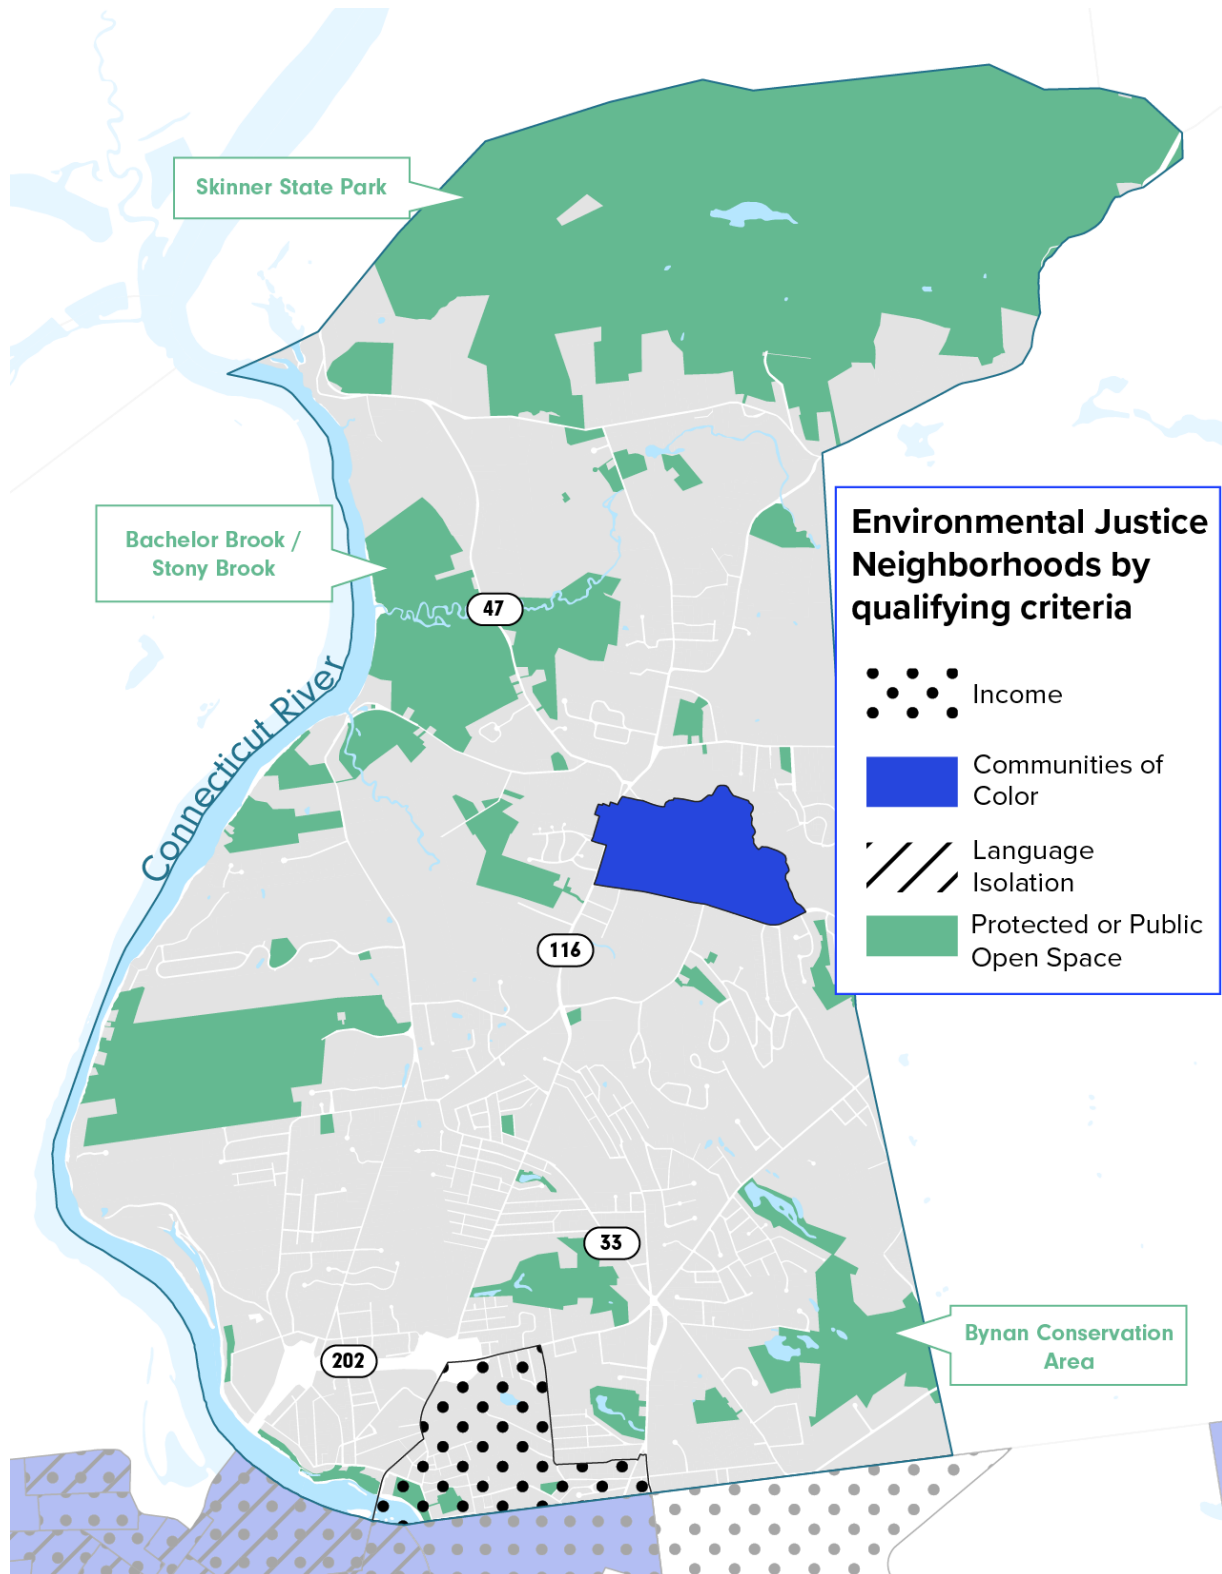 Skinner State Park
Bachelor Brook /
Stony Brook
47
Connecticut River
116
33
202
Environmental Justice
Neighborhoods by
qualifying criteria
Income
Communities of
Color
Language
Isolation
Protected or Public
Open Space
Bynan Conservation
Area